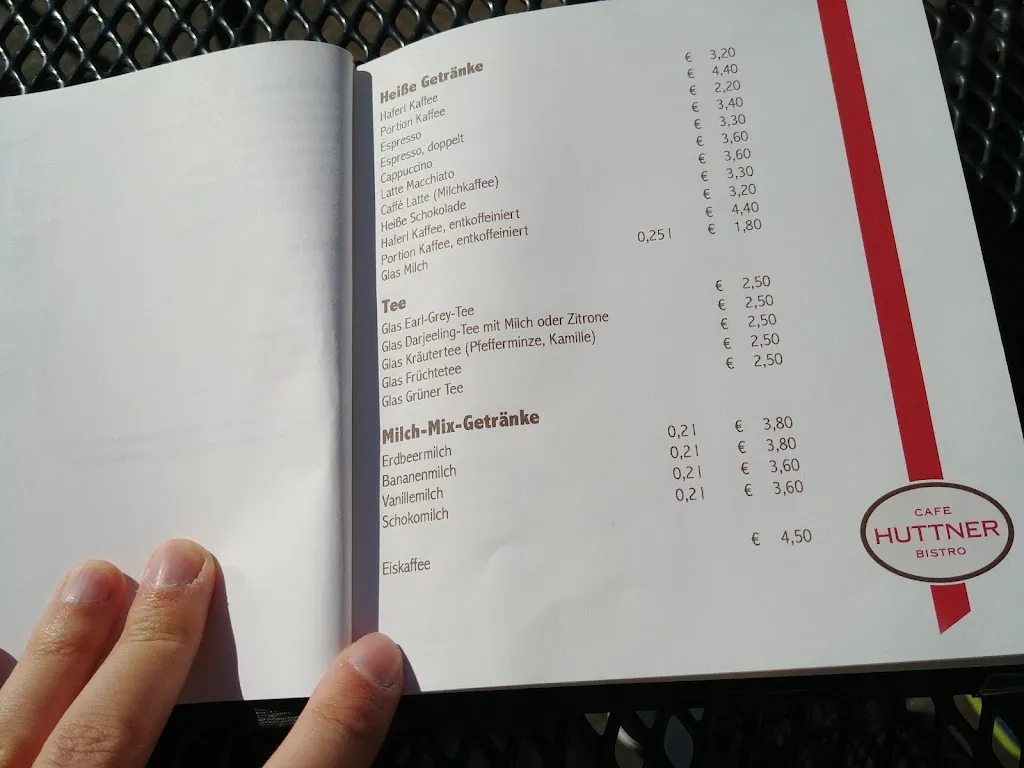 Heiße Getränke
Haferl Kaffee € 3,20
Portion Kaffee € 4,40
Espresso € 2,20
Espresso, doppelt € 3,40
Cappuccino € 3,30
Latte Macchiato € 3,60
Caffé Latte (Milchkaffee) € 3,60
Heiße Schokolade € 3,30
Haferl Kaffee, entkoffeiniert € 3,20
Portion Kaffee, entkoffeiniert € 4,40
Glas Milch 0,25 l € 1,80
Tee
Glas Earl-Grey-Tee € 2,50
Glas Darjeeling-Tee mit Milch oder Zitrone € 2,50
Glas Kräutertee (Pfefferminze, Kamille) € 2,50
Glas Früchtetee € 2,50
Glas Grüner Tee € 2,50
Milch-Mix-Getränke
Erdbeermilch 0,2 l € 3,80
Bananenmilch 0,2 l € 3,80
Vanillemilch 0,2 l € 3,60
Schokomilch 0,2 l € 3,60
Eiskaffee € 4,50
CAFE
HUTTNER
BISTRO